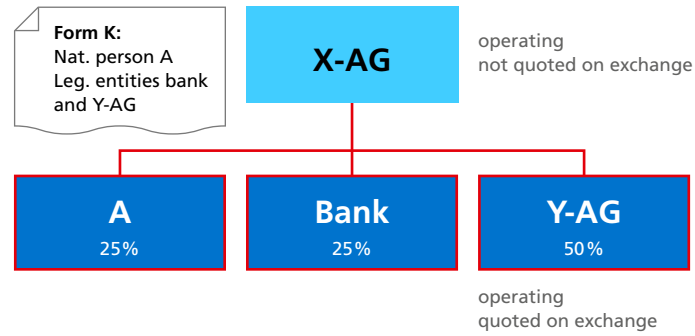 Form K:
Nat. person A
Leg. entities bank
and Y-AG
X-AG
operating
not quoted on exchange
A
25%
Bank
25%
Y-AG
50%
operating
quoted on exchange